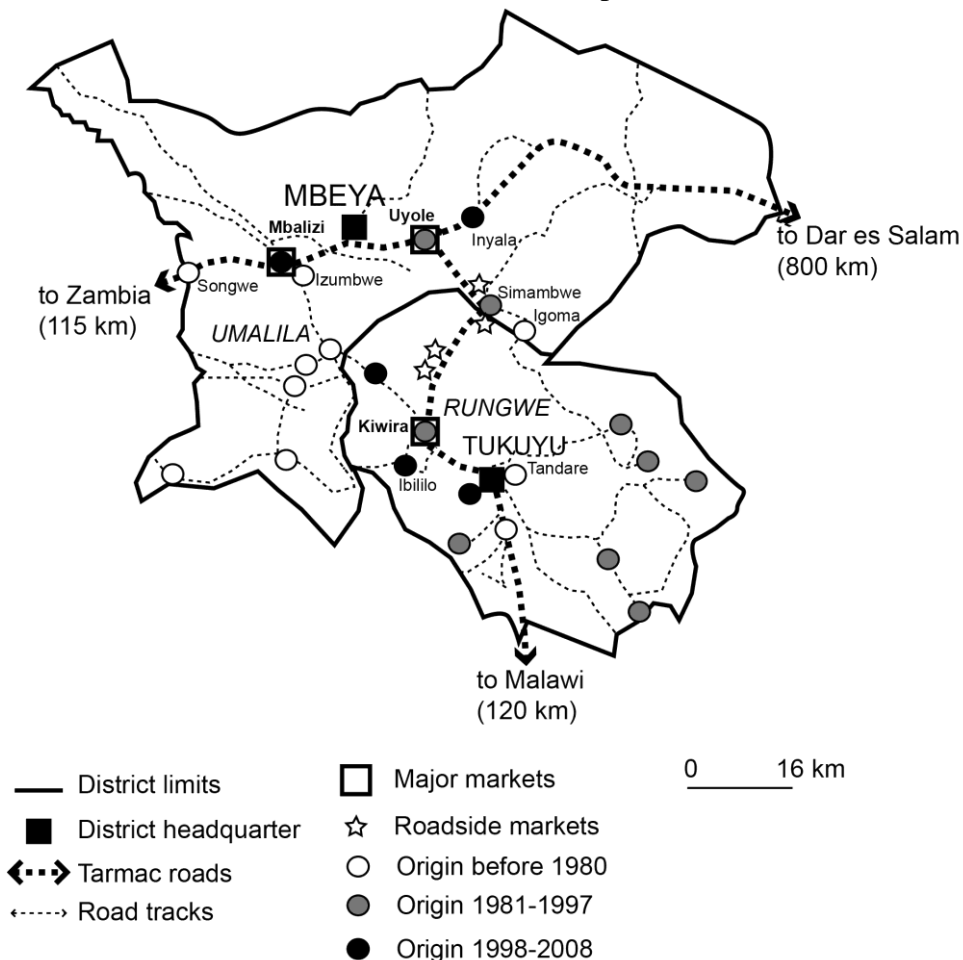 MBEYA
Mbalizi
Uyole
Inyala
to Dar es Salam
(800 km)
Songwe
Izumbwe
to Zambia
(115 km)
Simambwe
Igoma
UMALILA
RUNGWE
Kiwira
TUKUYU
Tandare
Ibililo
to Malawi
(120 km)
District limits
District headquarter
Tarmac roads
Road tracks
Major markets
Roadside markets
Origin before 1980
Origin 1981-1997
Origin 1998-2008
0 16 km